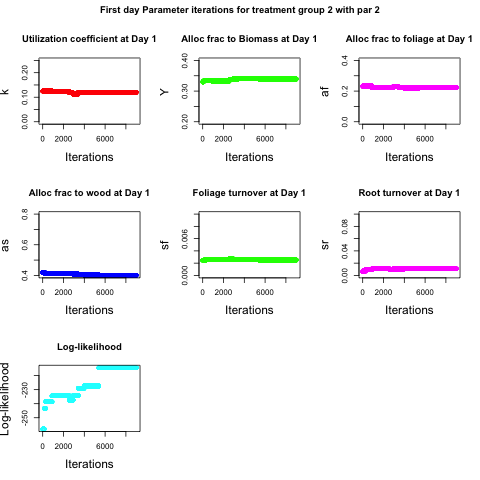 First day Parameter iterations for treatment group 2 with par 2
Utilization coefficient at Day 1
k
0.00 0.10 0.20
0 2000 6000
Iterations
Alloc frac to Biomass at Day 1
Y
0.20 0.30 0.40
0 2000 6000
Iterations
Alloc frac to foliage at Day 1
af
0.0 0.2 0.4
0 2000 6000
Iterations
Alloc frac to wood at Day 1
as
0.4 0.6 0.8
0 2000 6000
Iterations
Foliage turnover at Day 1
sf
0.000 0.006
0 2000 6000
Iterations
Root turnover at Day 1
sr
0.00 0.04 0.08
0 2000 6000
Iterations
Log-likelihood
Log-likelihood
-250 -230
0 2000 6000
Iterations